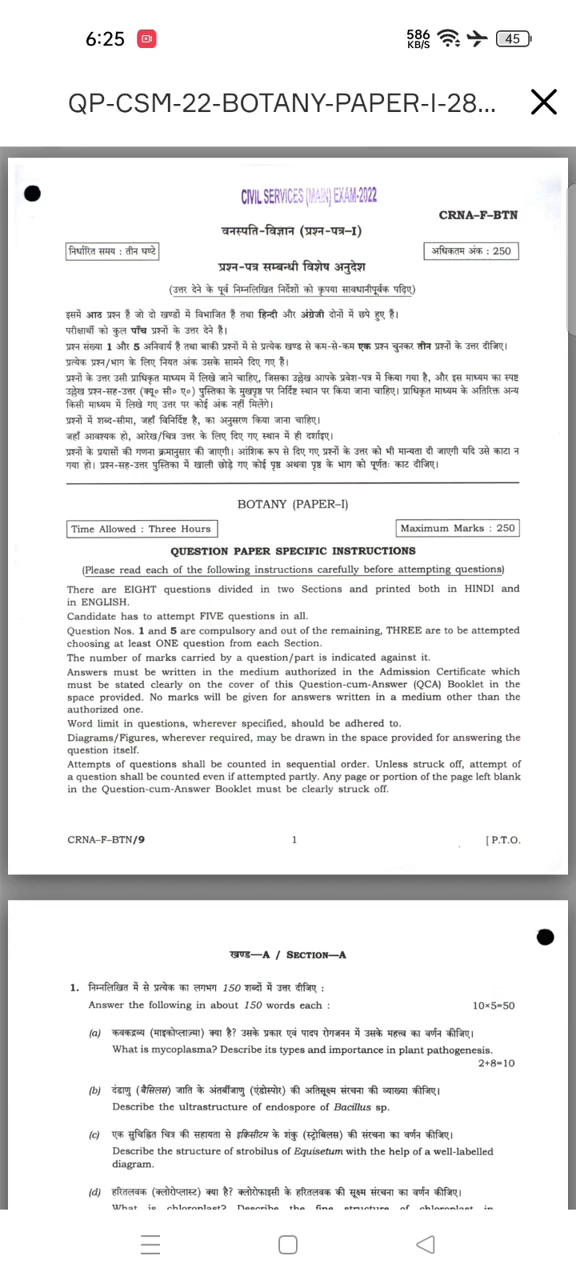 6:25
586
KB/S
45
QP-CSM-22-BOTANY-PAPER-I-28...
CIVIL SERVICES (MAIN) EXAM-2022
CRNA–F–BTN
वनस्पति-विज्ञान (प्रश्न-पत्र–I)
निर्धारित समय : तीन घण्टे
अधिकतम अंक : 250
प्रश्न-पत्र सम्बन्धी विशेष अनुदेश
(उत्तर देने के पूर्व निम्नलिखित निर्देशों को कृपया सावधानीपूर्वक पढ़िए)
इसमें आठ प्रश्न हैं जो दो खण्डों में विभाजित हैं तथा हिन्दी और अंग्रेजी दोनों में छपे हुए हैं।
परीक्षार्थी को कुल पाँच प्रश्नों के उत्तर देने हैं।
प्रश्न संख्या 1 और 5 अनिवार्य हैं तथा बाकी प्रश्नों में से प्रत्येक खण्ड से कम-से-कम एक प्रश्न चुनकर तीन प्रश्नों के उत्तर दीजिए।
प्रत्येक प्रश्न/भाग के लिए नियत अंक उसके सामने दिए गए हैं।
प्रश्नों के उत्तर उसी प्राधिकृत माध्यम में लिखे जाने चाहिए, जिसका उल्लेख आपके प्रवेश-पत्र में किया गया है, और इस माध्यम का स्पष्ट
उल्लेख प्रश्न-सह-उत्तर (क्यू० सी० ए०) पुस्तिका के मुखपृष्ठ पर निर्दिष्ट स्थान पर किया जाना चाहिए। प्राधिकृत माध्यम के अतिरिक्त अन्य
किसी माध्यम में लिखे गए उत्तर पर कोई अंक नहीं मिलेंगे।
प्रश्नों में शब्द-सीमा, जहाँ विनिर्दिष्ट है, का अनुसरण किया जाना चाहिए।
जहाँ आवश्यक हो, आरेख/चित्र उत्तर के लिए दिए गए स्थान में ही दर्शाइए।
प्रश्नों के प्रयासों की गणना क्रमानुसार की जाएगी। आंशिक रूप से दिए गए प्रश्नों के उत्तर को भी मान्यता दी जाएगी यदि उसे काटा न
गया हो। प्रश्न-सह-उत्तर पुस्तिका में खाली छोड़े गए कोई पृष्ठ अथवा पृष्ठ के भाग को पूर्णतः काट दीजिए।
BOTANY (PAPER–I)
Time Allowed : Three Hours
Maximum Marks : 250
QUESTION PAPER SPECIFIC INSTRUCTIONS
(Please read each of the following instructions carefully before attempting questions)
There are EIGHT questions divided in two Sections and printed both in HINDI and
in ENGLISH.
Candidate has to attempt FIVE questions in all.
Question Nos. 1 and 5 are compulsory and out of the remaining, THREE are to be attempted
choosing at least ONE question from each Section.
The number of marks carried by a question/part is indicated against it.
Answers must be written in the medium authorized in the Admission Certificate which
must be stated clearly on the cover of this Question-cum-Answer (QCA) Booklet in the
space provided. No marks will be given for answers written in a medium other than the
authorized one.
Word limit in questions, wherever specified, should be adhered to.
Diagrams/Figures, wherever required, may be drawn in the space provided for answering the
question itself.
Attempts of questions shall be counted in sequential order. Unless struck off, attempt of
a question shall be counted even if attempted partly. Any page or portion of the page left blank
in the Question-cum-Answer Booklet must be clearly struck off.
CRNA–F–BTN/9
1
[ P.T.O.
खण्ड—A / SECTION—A
1. निम्नलिखित में से प्रत्येक का लगभग 150 शब्दों में उत्तर दीजिए :
Answer the following in about 150 words each :
10×5=50
(a) कवकद्रव्य (माइकोप्लाज़्मा) क्या है? उसके प्रकार एवं पादप रोगजनन में उसके महत्व का वर्णन कीजिए।
What is mycoplasma? Describe its types and importance in plant pathogenesis.
2+8=10
(b) दंडाणु (बैसिलस) जाति के अंतर्बीजाणु (एंडोस्पोर) की अतिसूक्ष्म संरचना की व्याख्या कीजिए।
Describe the ultrastructure of endospore of Bacillus sp.
(c) एक सुचिह्नित चित्र की सहायता से इक्विसीटम के शंकु (स्ट्रोबिलस) की संरचना का वर्णन कीजिए।
Describe the structure of strobilus of Equisetum with the help of a well-labelled
diagram.
(d) हरितलवक (क्लोरोप्लास्ट) क्या है? क्लोरोफाइसी के हरितलवक की सूक्ष्म संरचना का वर्णन कीजिए।
What is chloroplast? Describe the fine structure of chloroplast in